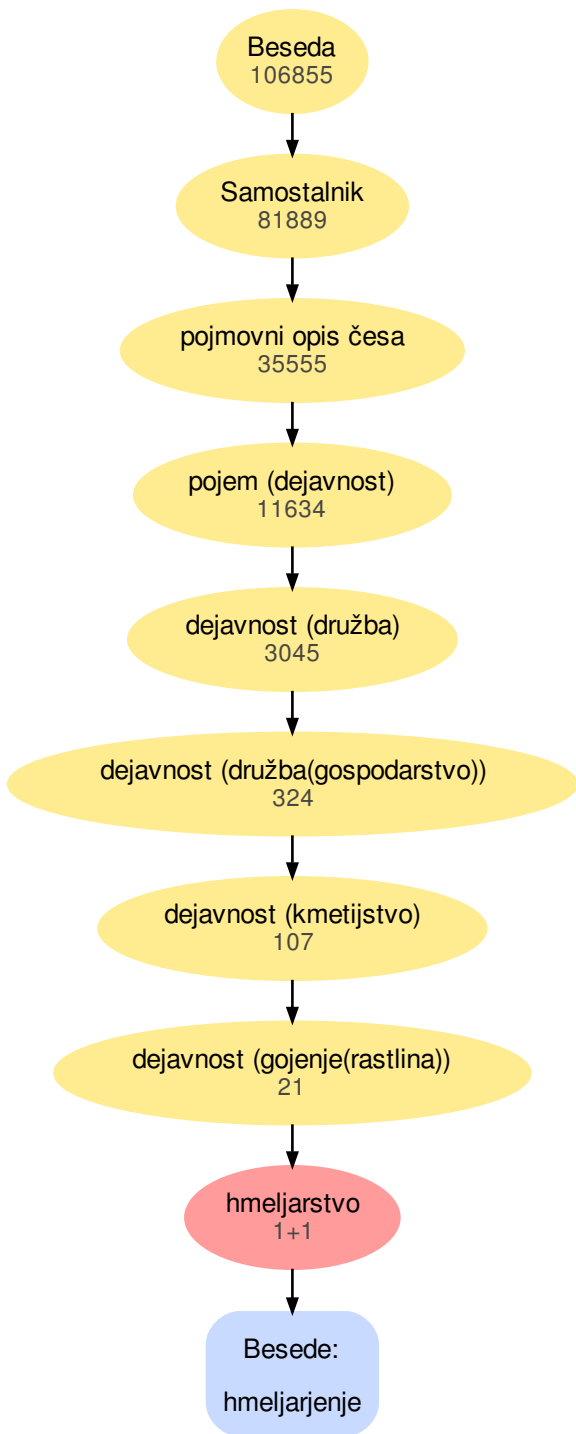 Beseda
106855
Samostalnik
81889
pojmovni opis česa
35555
pojem (dejavnost)
11634
dejavnost (družba)
3045
dejavnost (družba(gospodarstvo))
324
dejavnost (kmetijstvo)
107
dejavnost (gojenje(rastlina))
21
hmeljarstvo
1+1
Besede:
hmeljarjenje